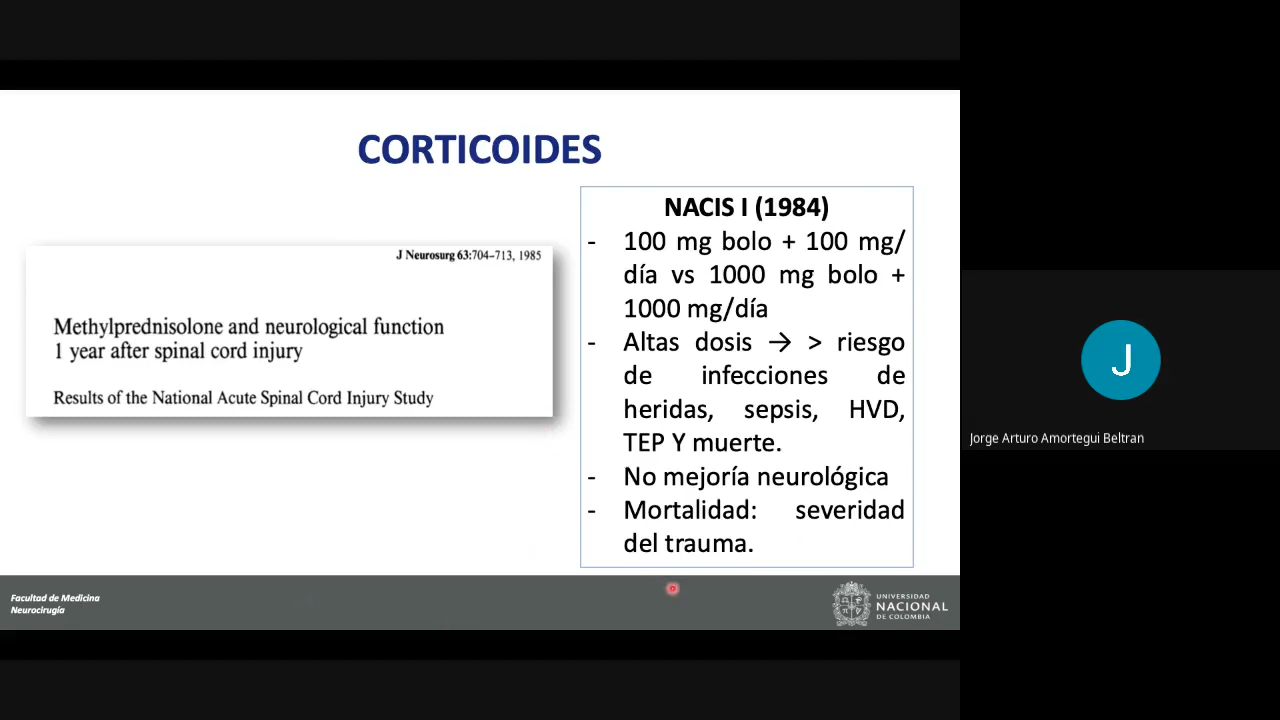 CORTICOIDES
J Neurosurg 63:704–713, 1985
Methylprednisolone and neurological function
1 year after spinal cord injury
Results of the National Acute Spinal Cord Injury Study
NACIS I (1984)
- 100 mg bolo + 100 mg/
día vs 1000 mg bolo +
1000 mg/día
- Altas dosis → > riesgo
de infecciones de
heridas, sepsis, HVD,
TEP Y muerte.
- No mejoría neurológica
- Mortalidad: severidad
del trauma.
J
Jorge Arturo Amortegui Beltran
Facultad de Medicina
Neurocirugía
UNIVERSIDAD
NACIONAL
DE COLOMBIA